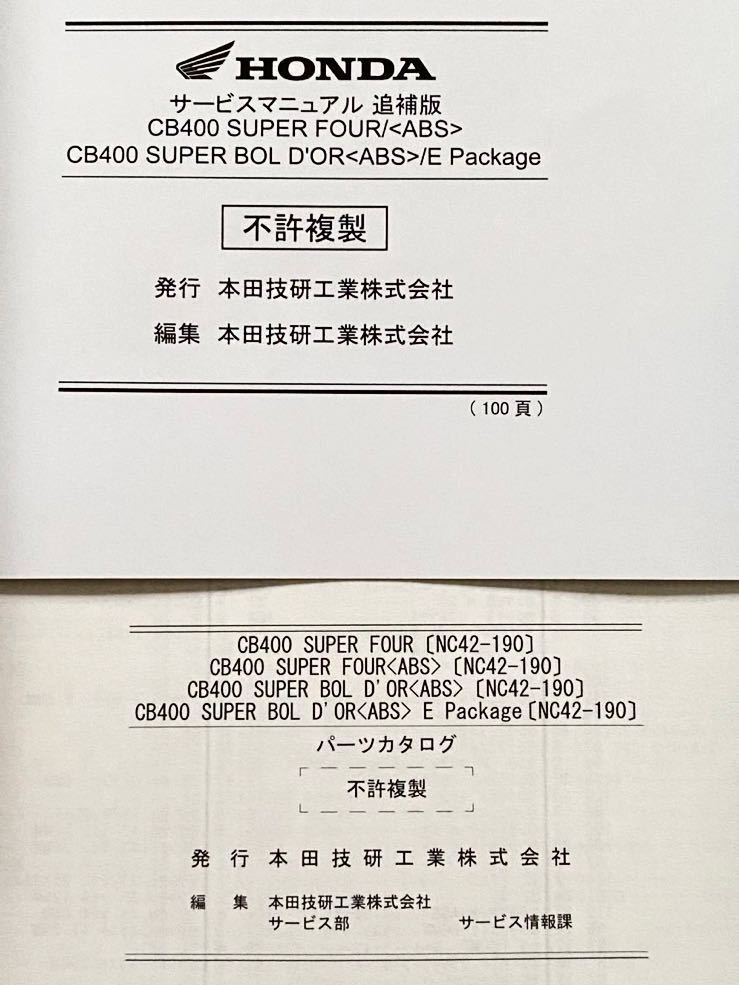 HONDA
サービスマニュアル 追補版
CB400 SUPER FOUR/<ABS>
CB400 SUPER BOL D'OR<ABS>/E Package
不許複製
発行 本田技研工業株式会社
編集 本田技研工業株式会社
(100 頁)
CB400 SUPER FOUR [NC42-190]
CB400 SUPER FOUR<ABS> [NC42-190]
CB400 SUPER BOL D'OR<ABS> [NC42-190]
CB400 SUPER BOL D'OR<ABS> E Package[NC42-190]
パーツカタログ
不許複製
発行 本田技研工業株式会社
編集 本田技研工業株式会社
サービス部 サービス情報課